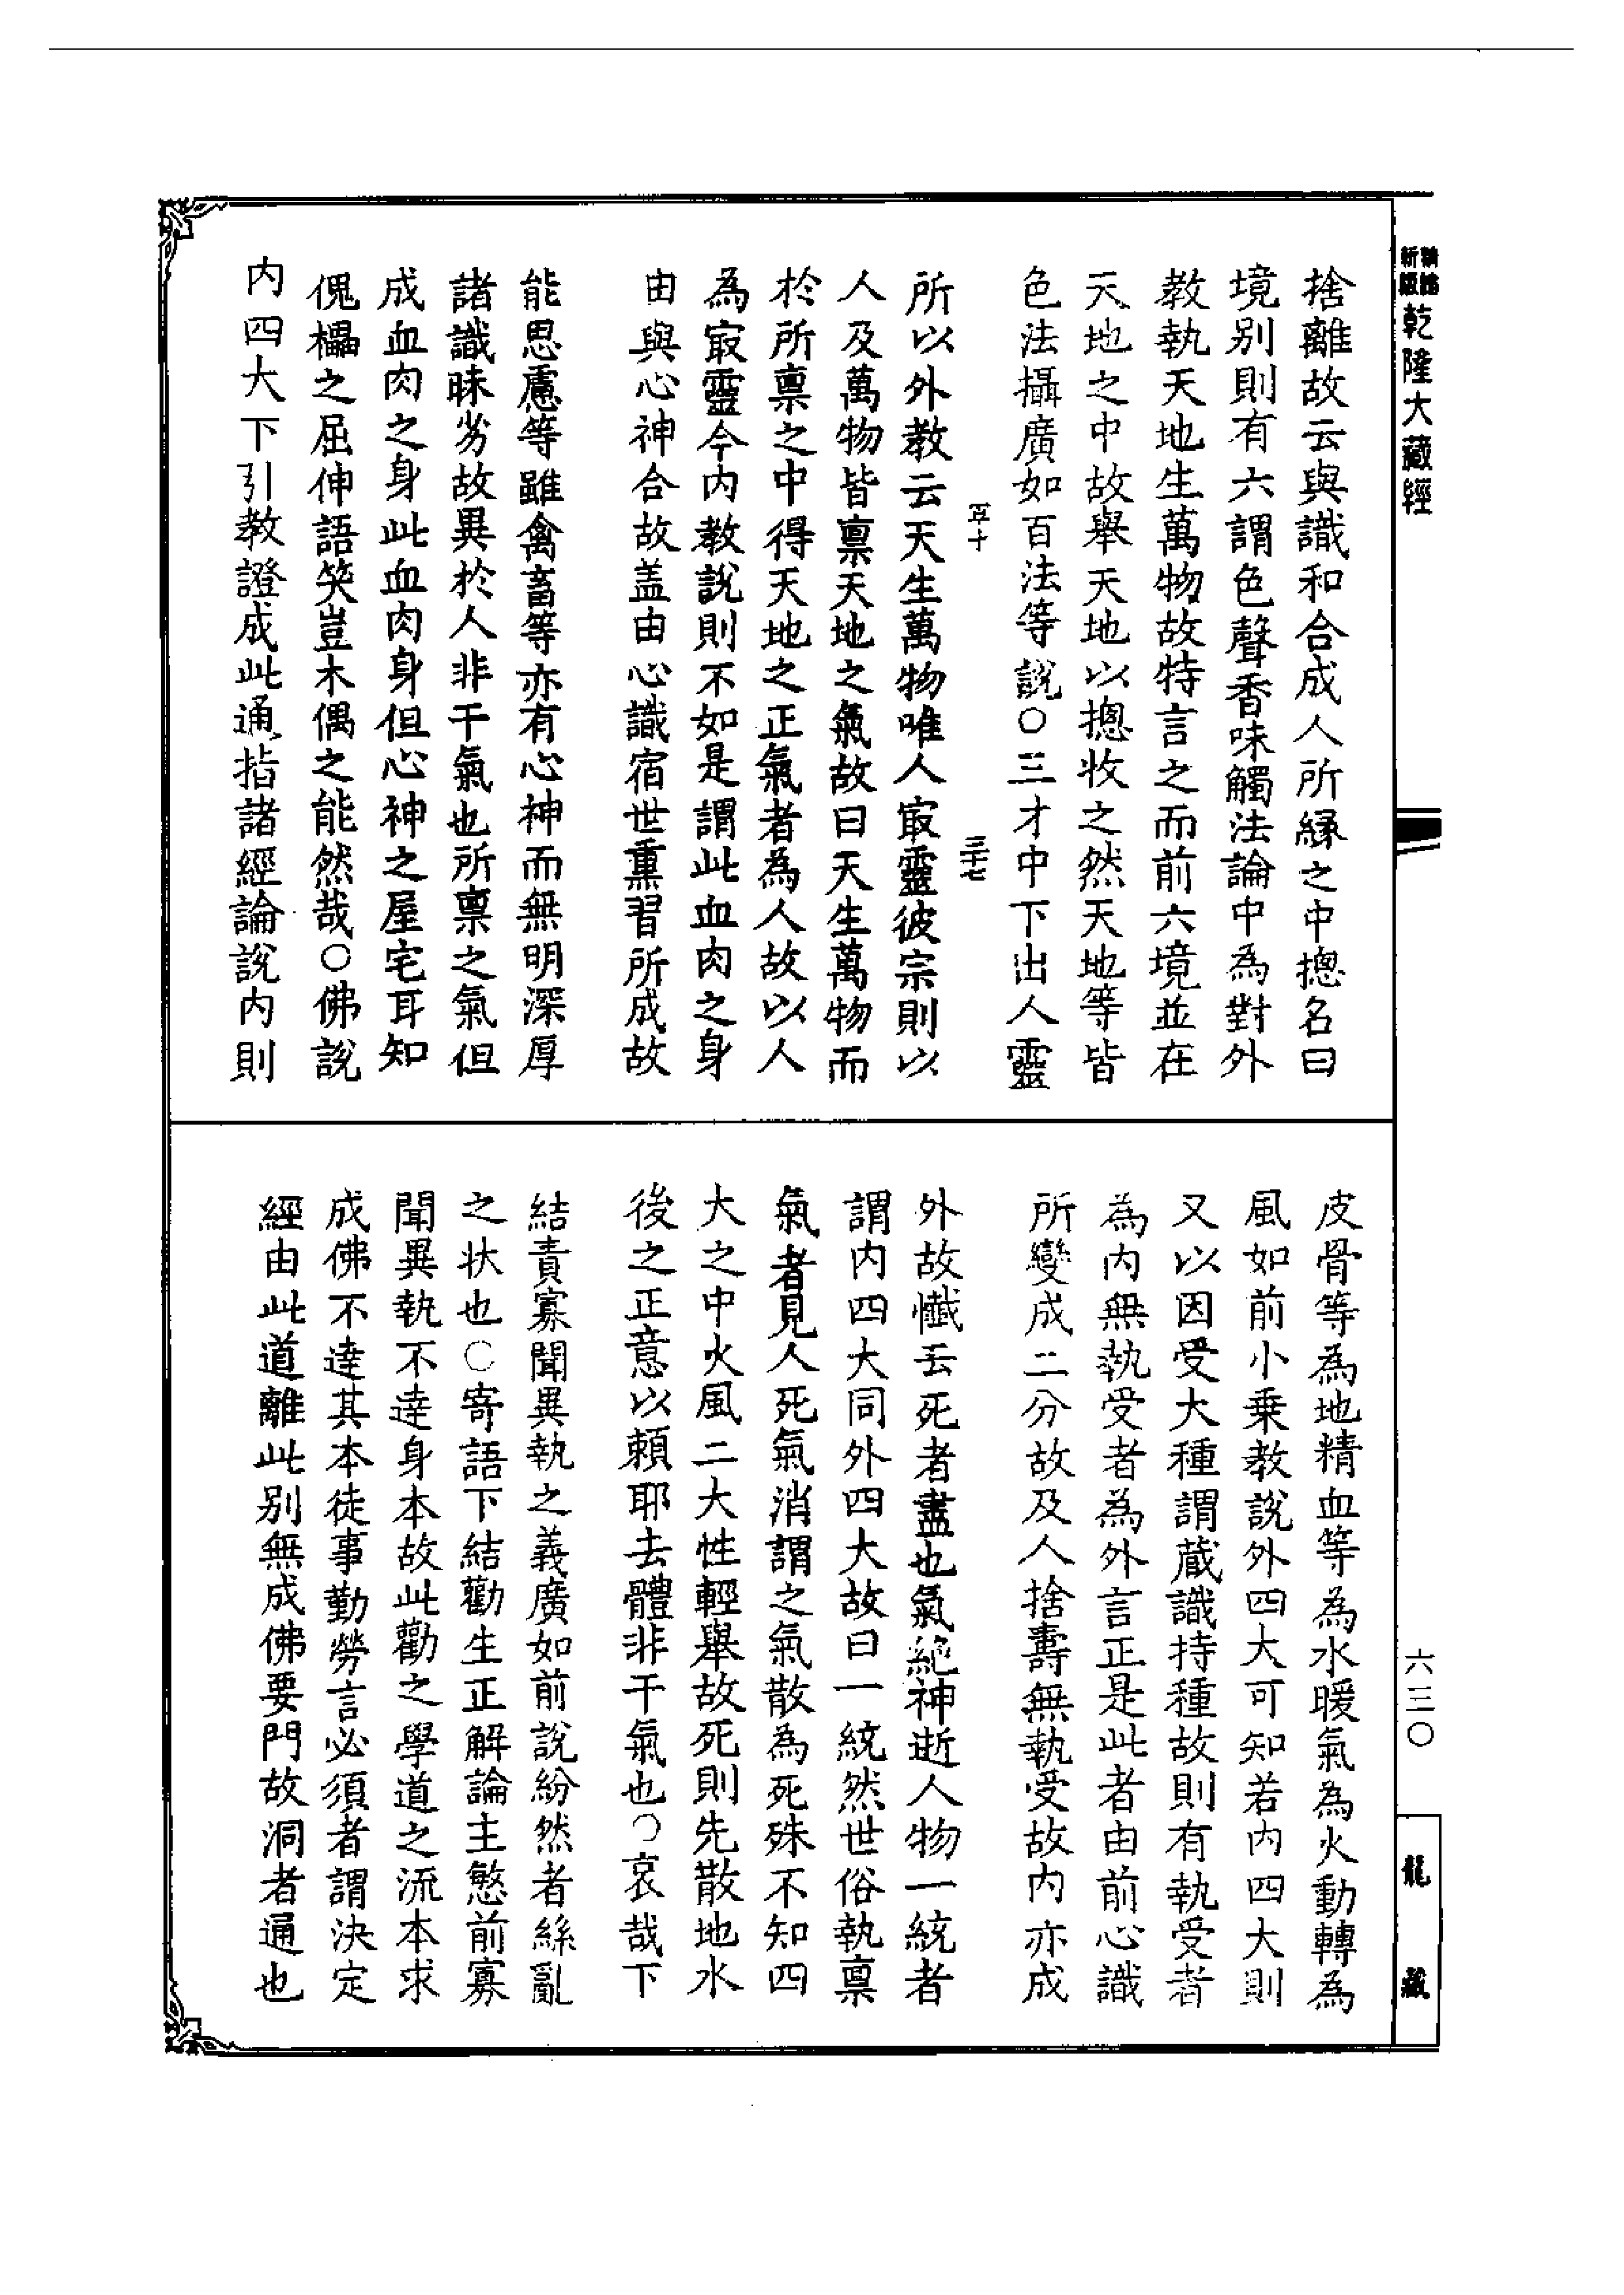 乾隆大藏經
捨離故云與識和合成人所緣之中摠名曰
境別則有六謂色聲香味觸法論中為對外
教執天地生萬物故特言之而前六境並在
天地之中故舉天地以摠收之然天地等皆
色法攝廣如百法等說〇三才中下出人靈
所以外教云天生萬物唯人㝡靈彼宗則以
人及萬物皆禀天地之氣故曰天生萬物而
於所禀之中得天地之正氣者為人故以人
為㝡靈今內教說則不如是謂此血肉之身
由與心神合故盖由心識宿世熏習所成故
能思慮等雖禽畜等亦有心神而無明深厚
諸識昧劣故異於人非干氣也所禀之氣但
成血肉之身此血肉身但心神之屋宅耳知
傀儡之屈伸語笑豈木偶之能然哉〇佛說
內四大下引教證成此通指諸經論說內則
皮骨等為地精血等為水暖氣為火動轉為
風如前小乗教說外四大可知若內四大則
又以因受大種謂蔵識持種故則有執受者
為內無執受者為外言正是此者由前心識
所變成二分故及人捨壽無執受故內亦成
外故懺云死者盡也氣絶神逝人物一統者
謂內四大同外四大故曰一統然世俗執禀
氣者見人死氣消謂之氣散為死殊不知四
大之中火風二大性輕舉故死則先散地水
後之正意以頼耶去體非干氣也〇哀哉下
結責寡聞異執之義廣如前說紛然者絲亂
之状也〇寄語下結勸生正解論主慜前寡
聞異執不達身本故此勸之學道之流本求
成佛不達其本徒事勤勞言必須者謂決定
經由此道離此别無成佛要門故洞者通也
六三〇
龍藏